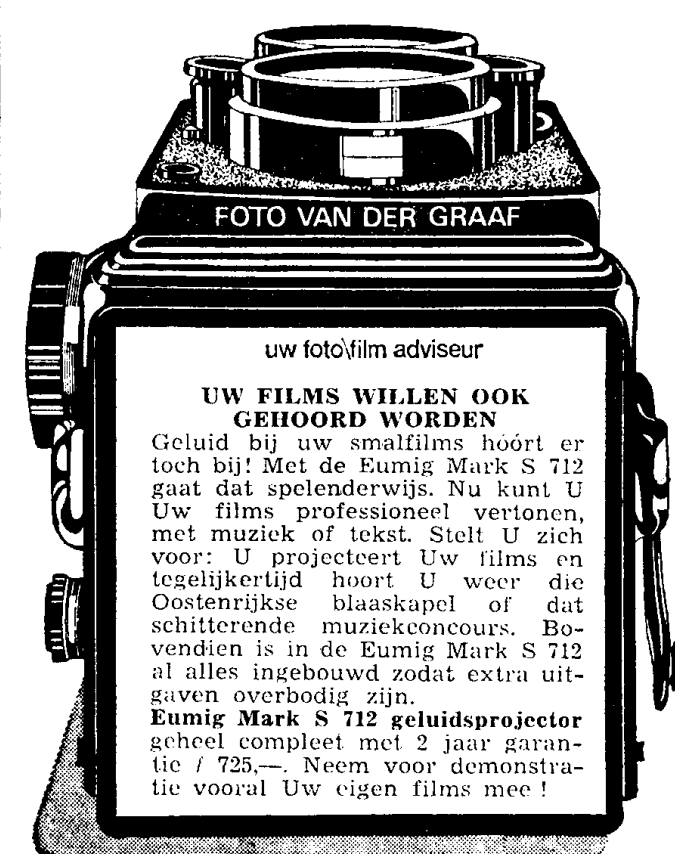 FOTO VAN DER GRAAF
uw foto\film adviseur
UW FILMS WILLEN OOK
GEHOORD WORDEN
Geluid bij uw smalfilms hóórt er
toch bij! Met de Eumig Mark S 712
gaat dat spelenderwijs. Nu kunt U
Uw films professioneel vertonen,
met muziek of tekst. Stelt U zich
voor: U projecteert Uw films en
tegelijkertijd hoort U weer die
Oostenrijkse blaaskapel of dat
schitterende muziekconcours. Bo-
vendien is in de Eumig Mark S 712
al alles ingebouwd zodat extra uit-
gaven overbodig zijn.
Eumig Mark S 712 geluidsprojector
geheel compleet met 2 jaar garan-
tie f 725,—. Neem voor demonstra-
tie vooral Uw eigen films mee !